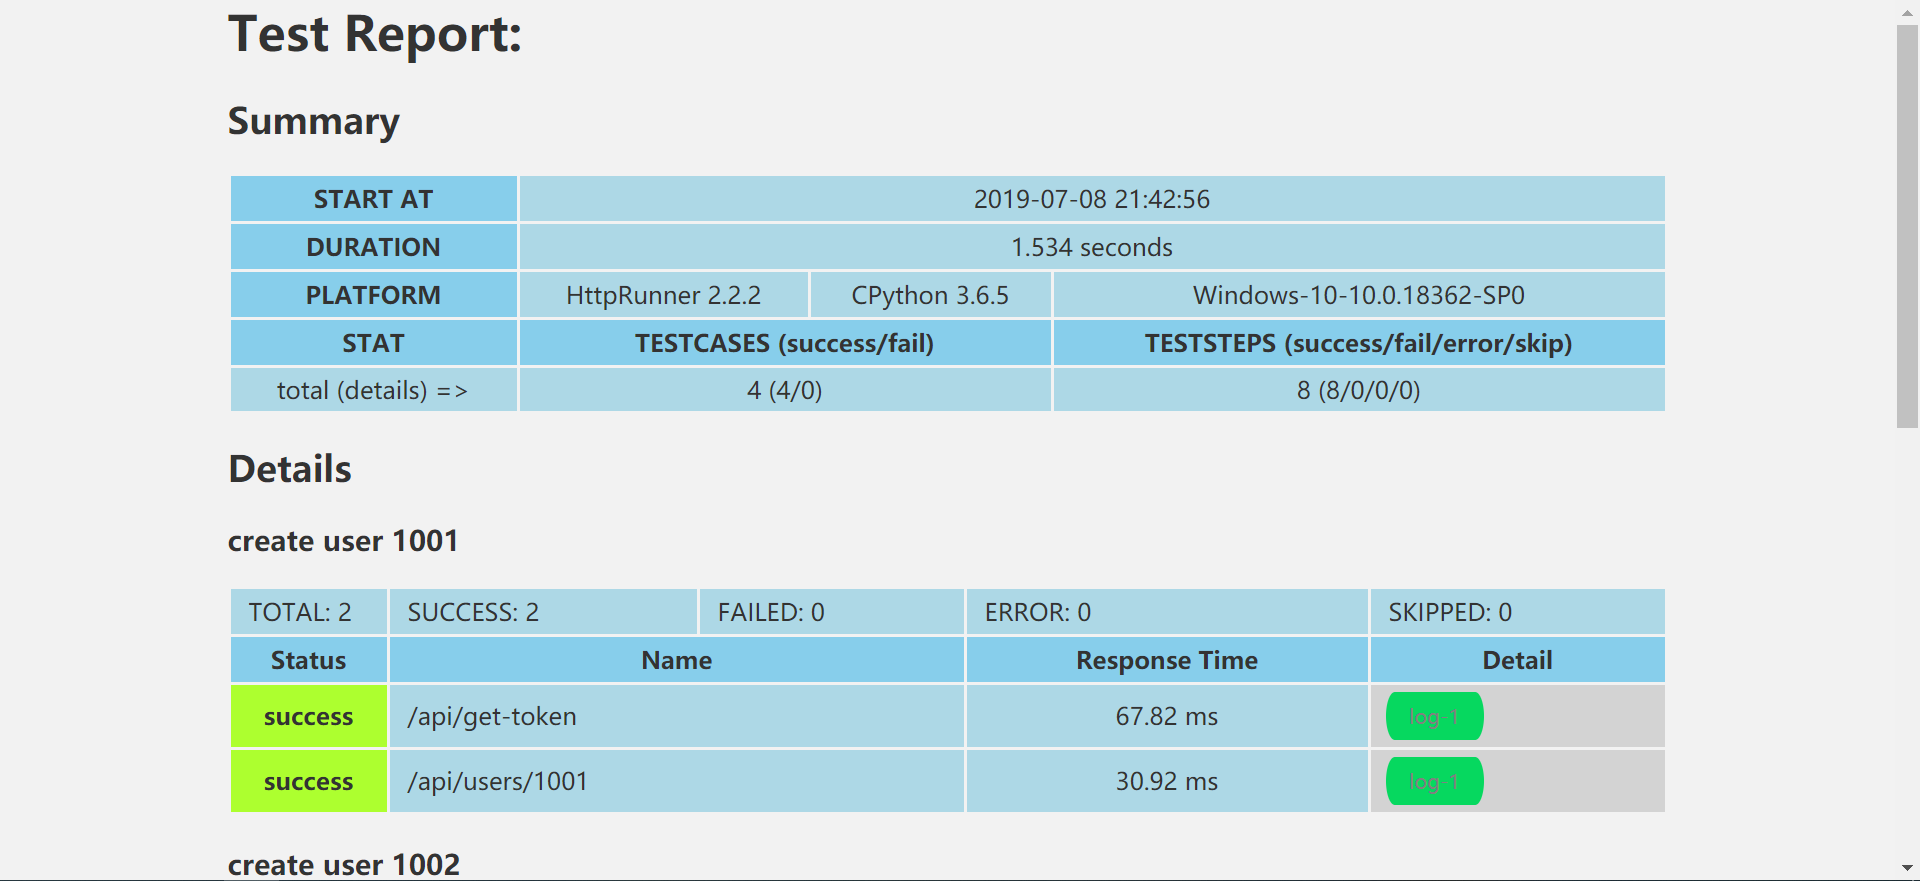 Test Report:
Summary
START AT 2019-07-08 21:42:56
DURATION 1.534 seconds
PLATFORM HttpRunner 2.2.2 CPython 3.6.5 Windows-10-10.0.18362-SP0
STAT TESTCASES (success/fail) TESTSTEPS (success/fail/error/skip)
total (details) => 4 (4/0) 8 (8/0/0/0)
Details
create user 1001
TOTAL: 2 SUCCESS: 2 FAILED: 0 ERROR: 0 SKIPPED: 0
Status Name Response Time Detail
success /api/get-token 67.82 ms log-1
success /api/users/1001 30.92 ms log-1
create user 1002